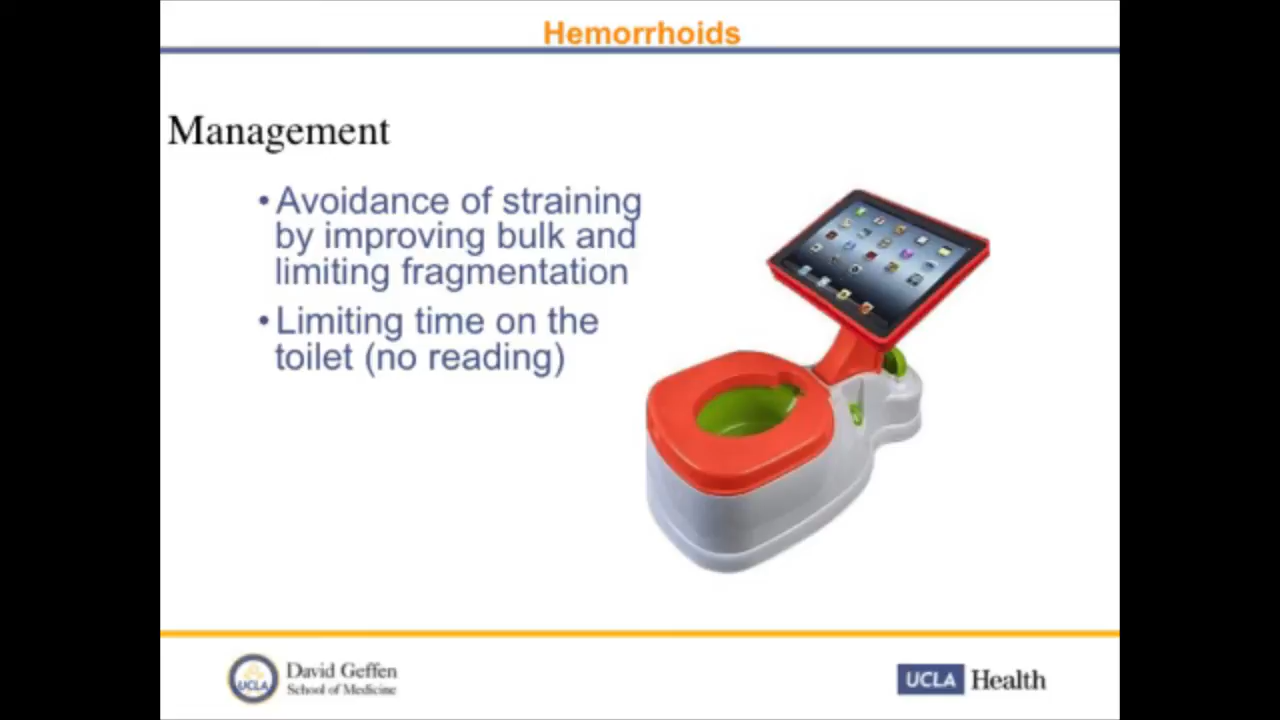 Hemorrhoids
Management
•Avoidance of straining
by improving bulk and
limiting fragmentation
•Limiting time on the
toilet (no reading)
UCLA
David Geffen
School of Medicine
UCLA Health